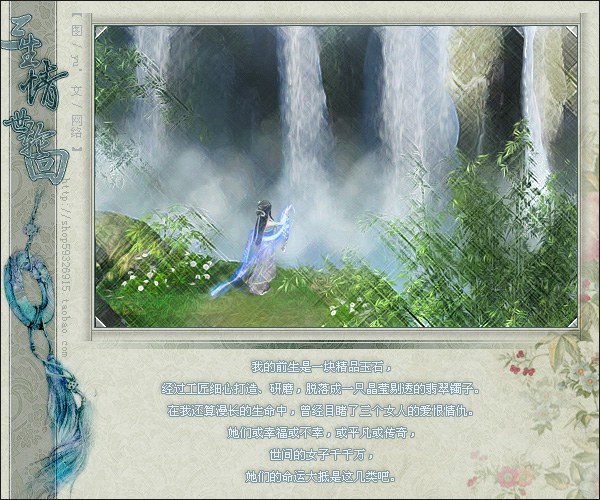 三生情
世轮回
【 图 / yu' 文 / 网络 】
http://shop59326915.taobao.com
我的前生是一块精品玉石，
经过工匠细心打造、研磨，脱落成一只晶莹剔透的翡翠镯子。
在我还算漫长的生命中，曾经目睹了三个女人的爱恨情仇。
她们或幸福或不幸，或平凡或传奇，
世间的女子千千万，
她们的命运大抵是这几类吧。